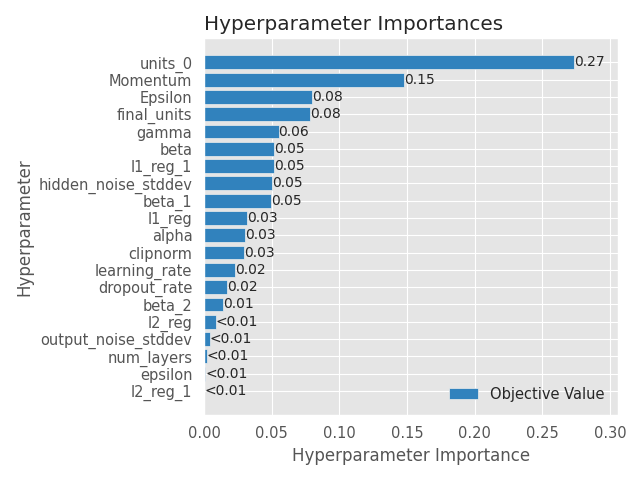 Hyperparameter Importances
Hyperparameter
units_0 0.27
Momentum 0.15
Epsilon 0.08
final_units 0.08
gamma 0.06
beta 0.05
l1_reg_1 0.05
hidden_noise_stddev 0.05
beta_1 0.05
l1_reg 0.03
alpha 0.03
clipnorm 0.03
learning_rate 0.02
dropout_rate 0.02
beta_2 0.01
l2_reg <0.01
output_noise_stddev <0.01
num_layers <0.01
epsilon <0.01
l2_reg_1 <0.01
Objective Value
0.00 0.05 0.10 0.15 0.20 0.25 0.30
Hyperparameter Importance